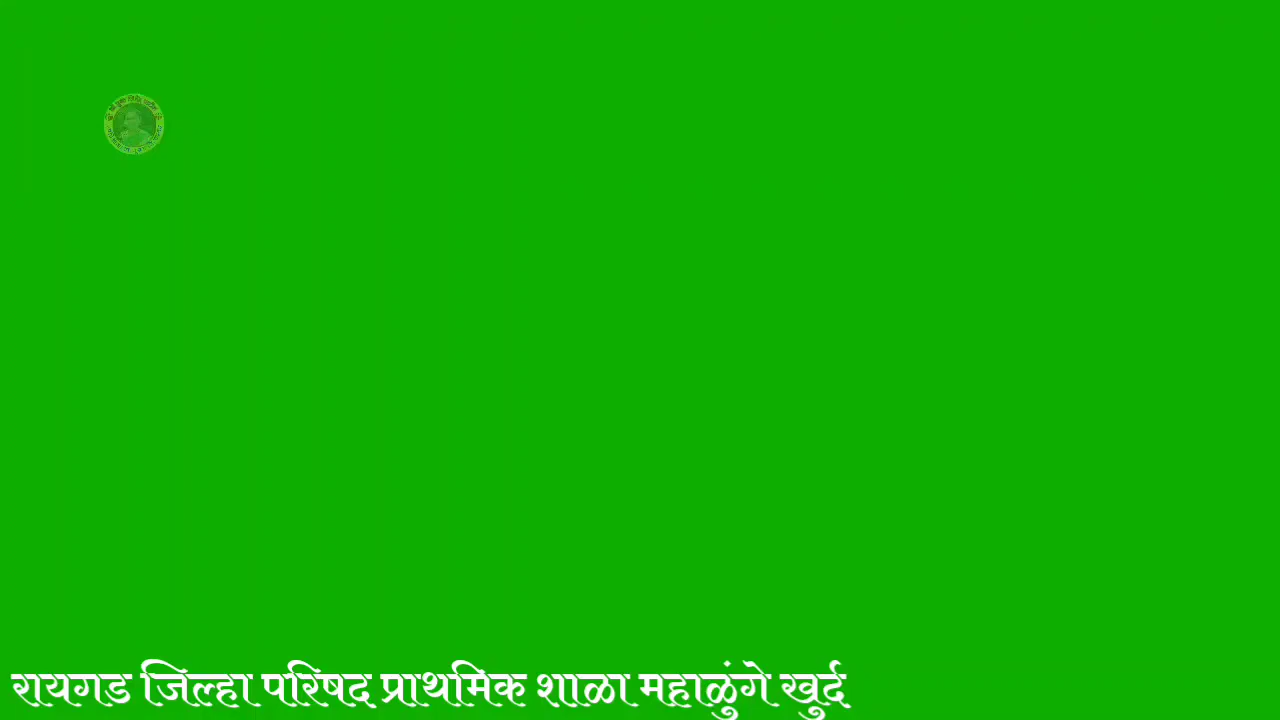 रायगड जिल्हा परिषद प्राथमिक शाळा महाळुंगे खुर्द